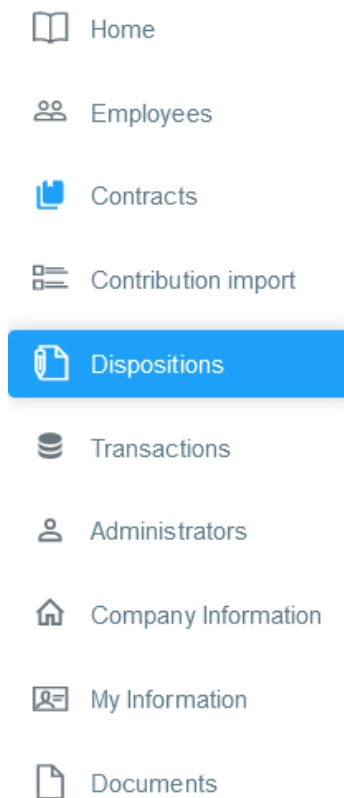 Home
Employees
Contracts
Contribution import
Dispositions
Transactions
Administrators
Company Information
My Information
Documents